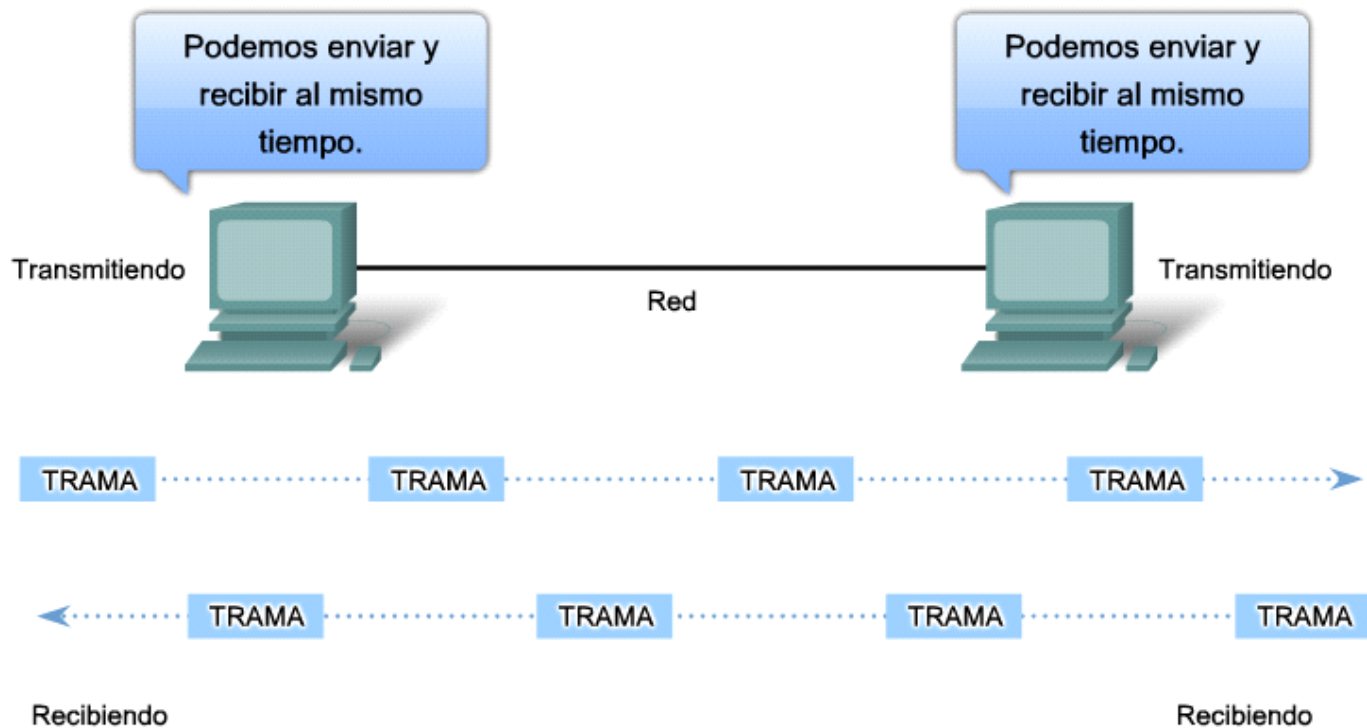 Podemos enviar y
recibir al mismo
tiempo.
Podemos enviar y
recibir al mismo
tiempo.
Transmitiendo
Red
Transmitiendo
TRAMA TRAMA TRAMA TRAMA
TRAMA TRAMA TRAMA TRAMA
Recibiendo
Recibiendo